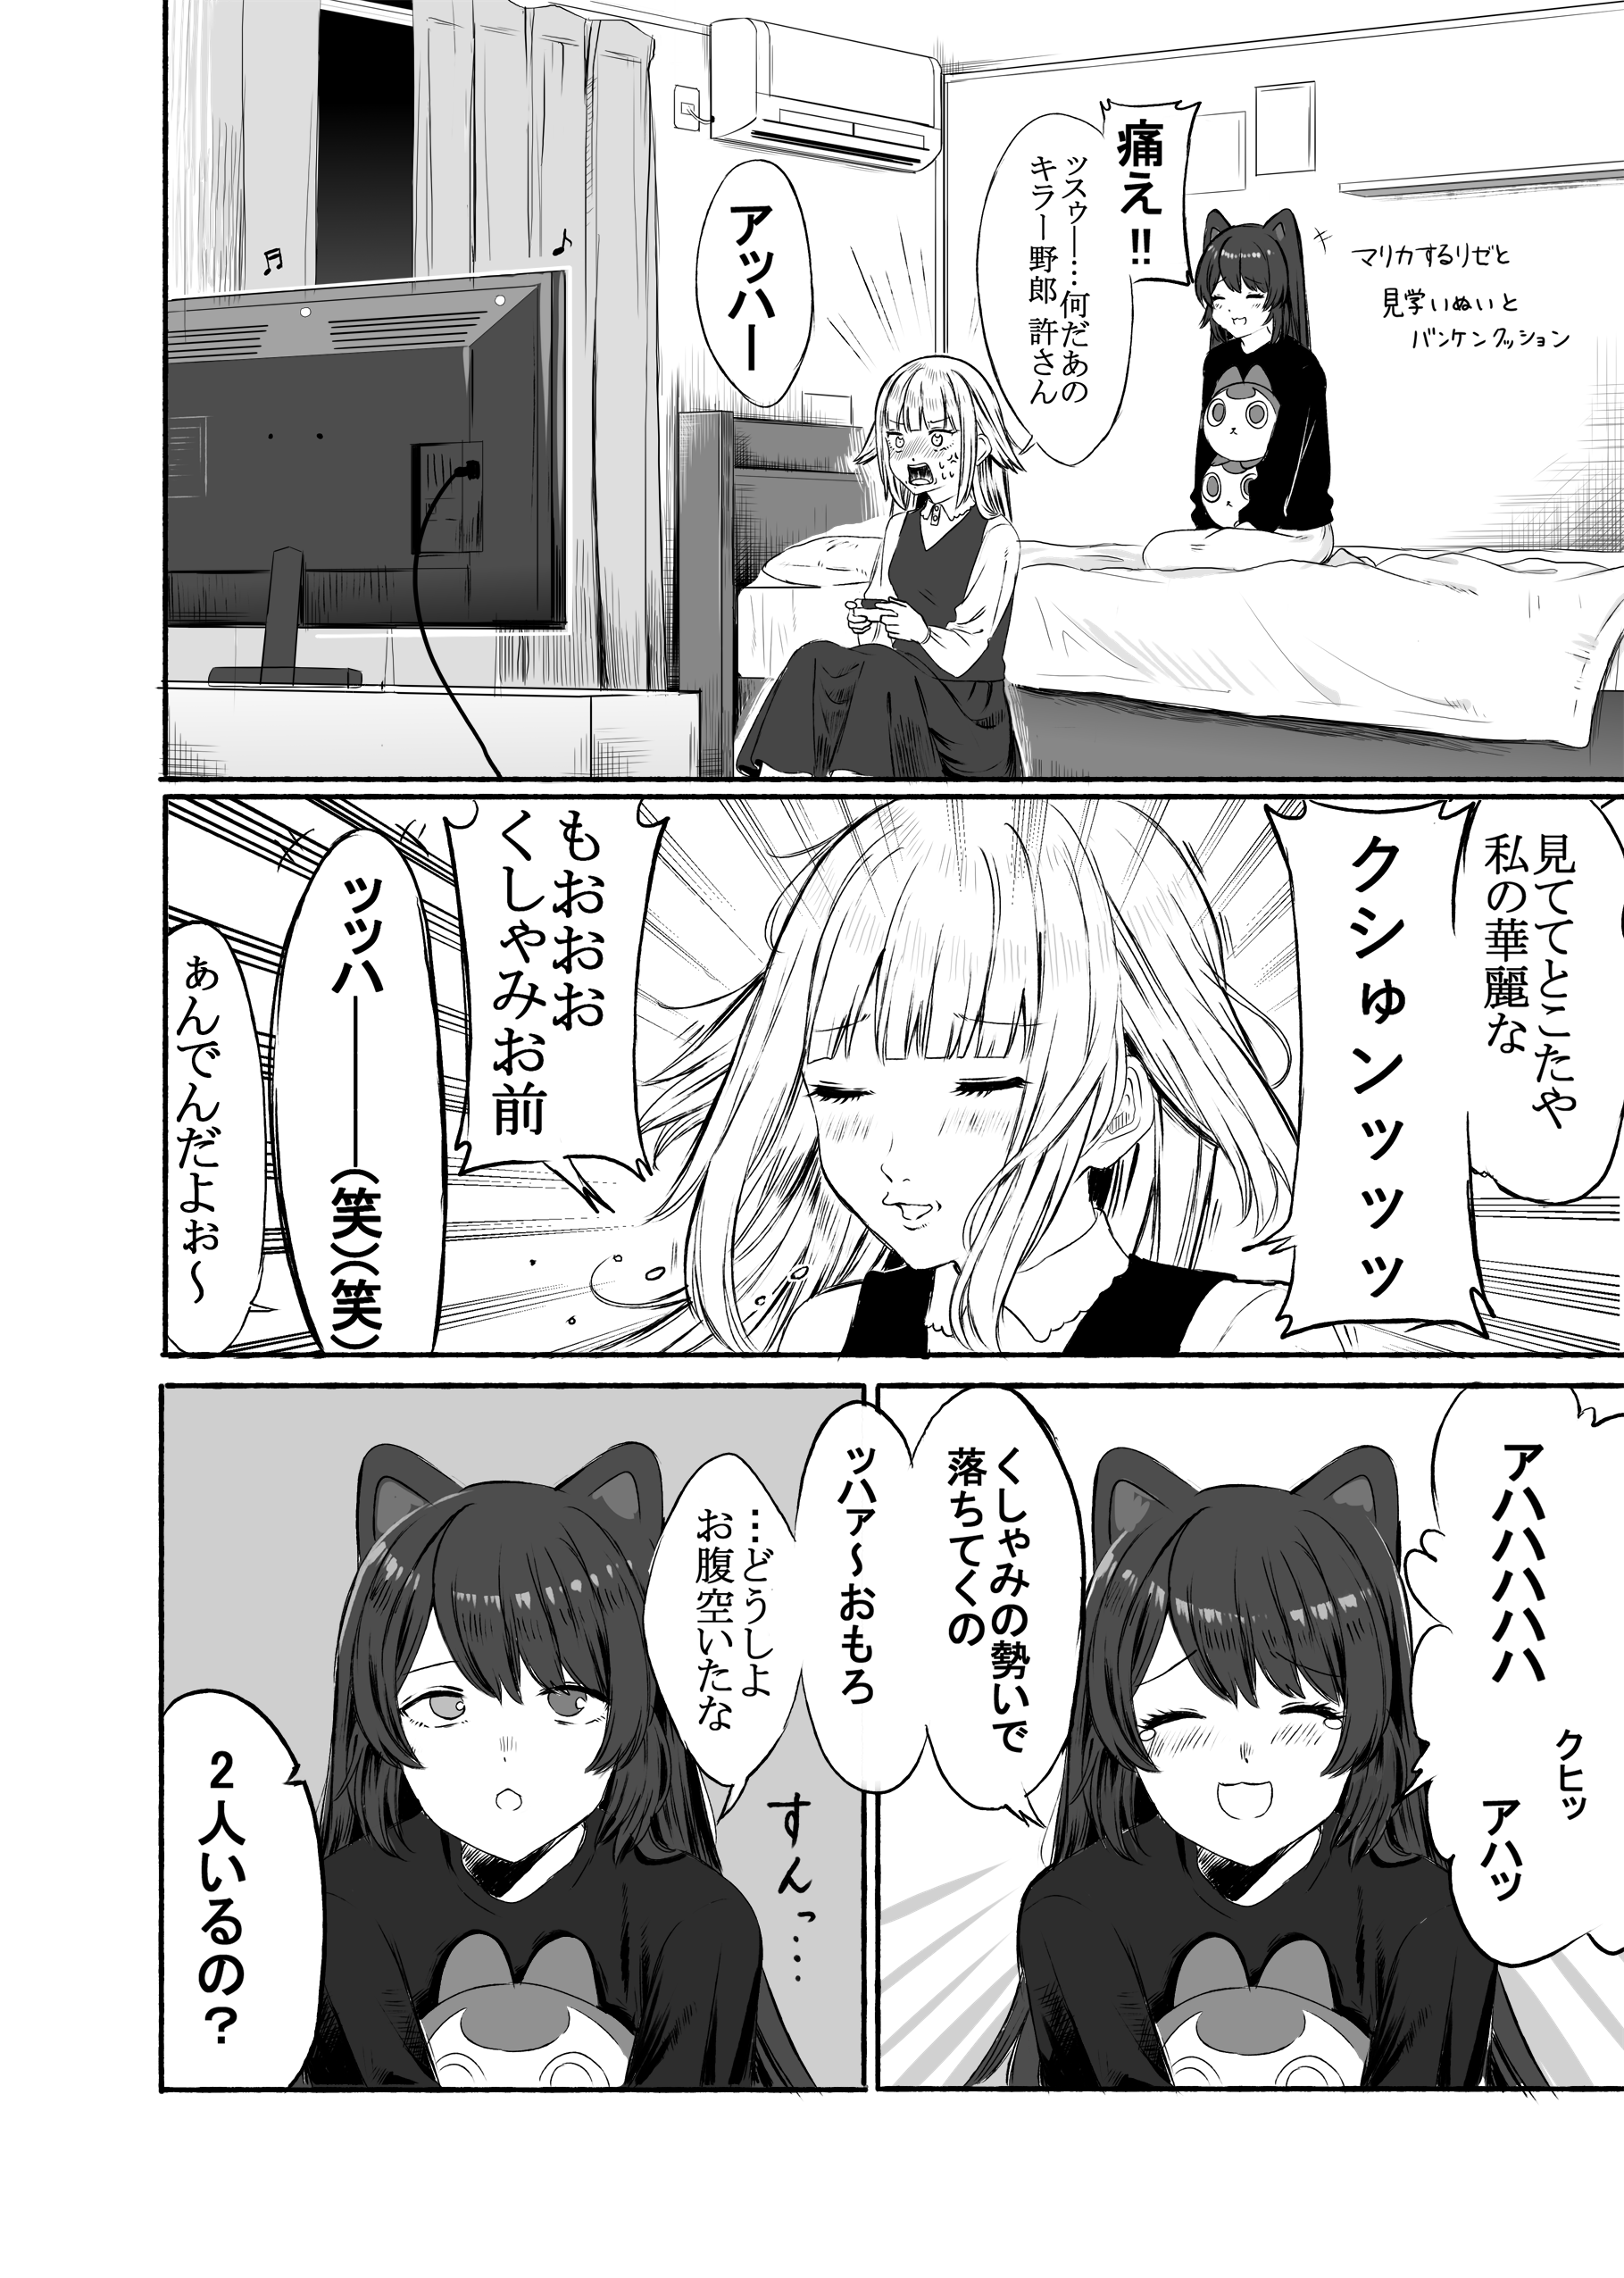 マリカするリゼと
見学いぬいと
バンケンクッション
痛え!!
ッスゥー…何だあの
キラー野郎 許さん
アッハー
見ててとこたや
私の華麗な
クシゅンッッッ
もおおお
くしゃみお前
ッッハ――――(笑)(笑)
ぁんでんだよぉ～
アハハハハハ
クヒッ
アハッ
くしゃみの勢いで
落ちてくの
ッハァ～おもろ
…どうしよ
お腹空いたな
すんっ…
2人いるの？